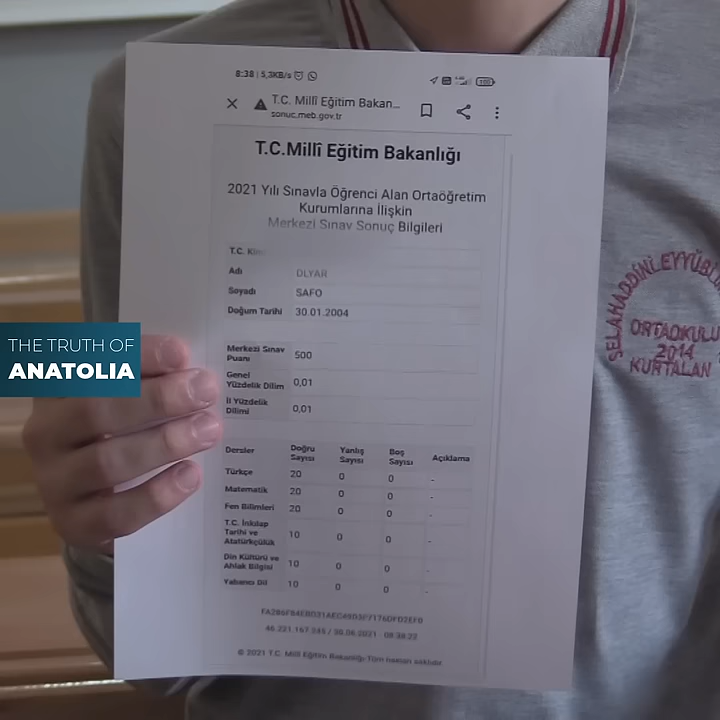 8:38 | 5,3KB/s
T.C. Millî Eğitim Bakan...
sonuc.meb.gov.tr
T.C.Millî Eğitim Bakanlığı
2021 Yılı Sınavla Öğrenci Alan Ortaöğretim
Kurumlarına İlişkin
Merkezi Sınav Sonuç Bilgileri
T.C.
Adı DLYAR
Soyadı SAFO
Doğum Tarihi 30.01.2004
Merkezi Sınav
Puanı 500
Genel
Yüzdelik Dilim 0,01
İl Yüzdelik
Dilimi 0,01
Dersler Doğru Sayısı Yanlış Sayısı Boş Sayısı Açıklama
Türkçe 20 0 0 -
Matematik 20 0 0 -
Fen Bilimleri 20 0 0 -
T.C. İnkılap
Tarihi ve
Atatürkçülük 10 0 0 -
Din Kültürü ve
Ahlak Bilgisi 10 0 0 -
Yabancı Dil 10 0 0 -
© 2021 T.C. Millî Eğitim Bakanlığı Tüm hakları saklıdır.
THE TRUTH OF
ANATOLIA
SELAHADDİNİ EYYÜBİ
ORTAOKULU
2014
KURTALAN